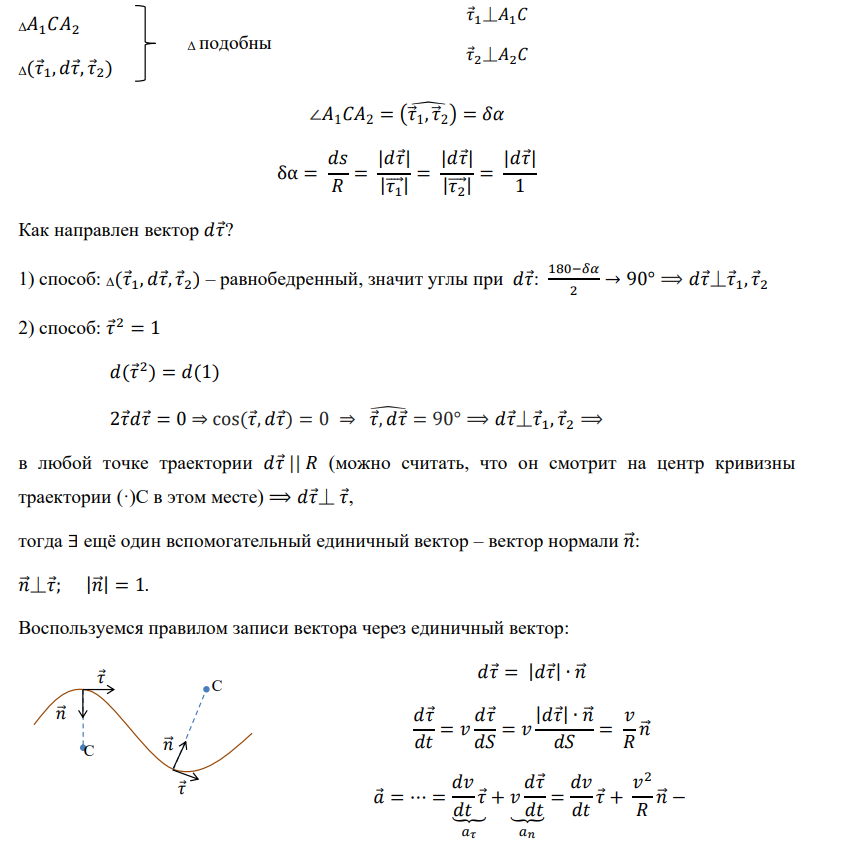 ∆A₁CA₂
∆(τ⃗₁, dτ⃗, τ⃗₂)
∆ подобны
τ⃗₁⊥A₁C
τ⃗₂⊥A₂C
∠A₁CA₂ = (τ⃗₁, τ⃗₂)^ = δα
δα = ds/R = |dτ⃗|/|τ₁⃗| = |dτ⃗|/|τ₂⃗| = |dτ⃗|/1
Как направлен вектор dτ⃗?
1) способ: ∆(τ⃗₁, dτ⃗, τ⃗₂) – равнобедренный, значит углы при dτ⃗: (180−δα)/2 → 90° ⟹ dτ⃗⊥τ⃗₁, τ⃗₂
2) способ: τ⃗² = 1
d(τ⃗²) = d(1)
2τ⃗dτ⃗ = 0 ⇒ cos(τ⃗, dτ⃗) = 0 ⇒ (τ⃗, dτ⃗)^ = 90° ⟹ dτ⃗⊥τ⃗₁, τ⃗₂ ⟹
в любой точке траектории dτ⃗ || R (можно считать, что он смотрит на центр кривизны
траектории (·)С в этом месте) ⟹ dτ⃗⊥ τ⃗,
тогда ∃ ещё один вспомогательный единичный вектор – вектор нормали n⃗:
n⃗⊥τ⃗; |n⃗| = 1.
Воспользуемся правилом записи вектора через единичный вектор:
τ⃗
n⃗
C
C
n⃗
τ⃗
dτ⃗ = |dτ⃗| · n⃗
dτ⃗/dt = v dτ⃗/dS = v |dτ⃗| · n⃗/dS = v/R n⃗
a⃗ = ⋯ = dv/dt τ⃗ + v dτ⃗/dt = dv/dt τ⃗ + v²/R n⃗ −
a_τ a_n